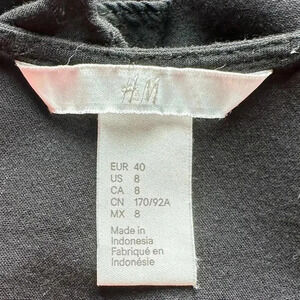 H&M
EUR 40
US 8
CA 8
CN 170/92A
MX 8
Made in
Indonesia
Fabriqué en
Indonésie